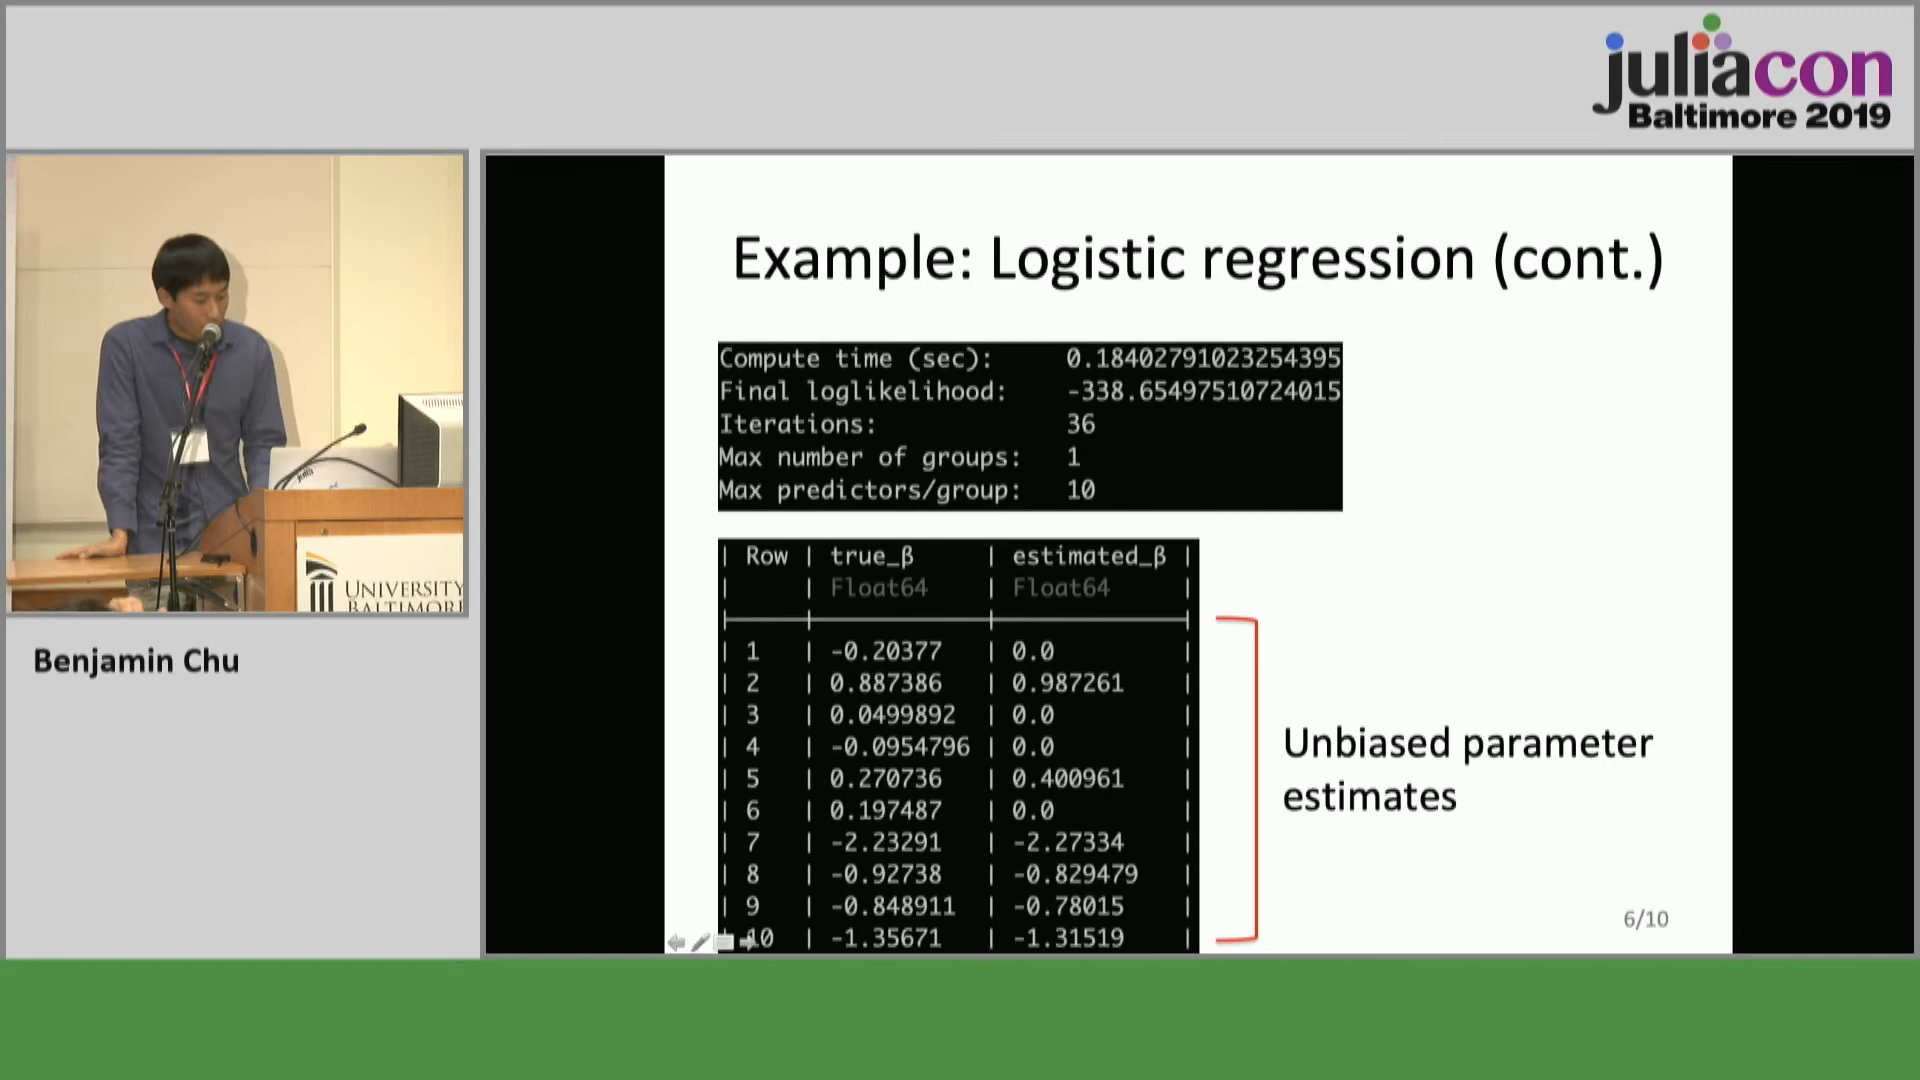 juliacon
Baltimore 2019
Example: Logistic regression (cont.)
Compute time (sec): 0.18402791023254395
Final loglikelihood: -338.65497510724015
Iterations: 36
Max number of groups: 1
Max predictors/group: 10
| Row | true_β | estimated_β |
| | Float64 | Float64 |
| 1 | -0.20377 | 0.0 |
| 2 | 0.887386 | 0.987261 |
| 3 | 0.0499892 | 0.0 |
| 4 | -0.0954796 | 0.0 |
| 5 | 0.270736 | 0.400961 |
| 6 | 0.197487 | 0.0 |
| 7 | -2.23291 | -2.27334 |
| 8 | -0.92738 | -0.829479 |
| 9 | -0.848911 | -0.78015 |
| 10 | -1.35671 | -1.31519 |
Unbiased parameter
estimates
6/10
julia
UNIVERSITY
BALTIMORE
Benjamin Chu